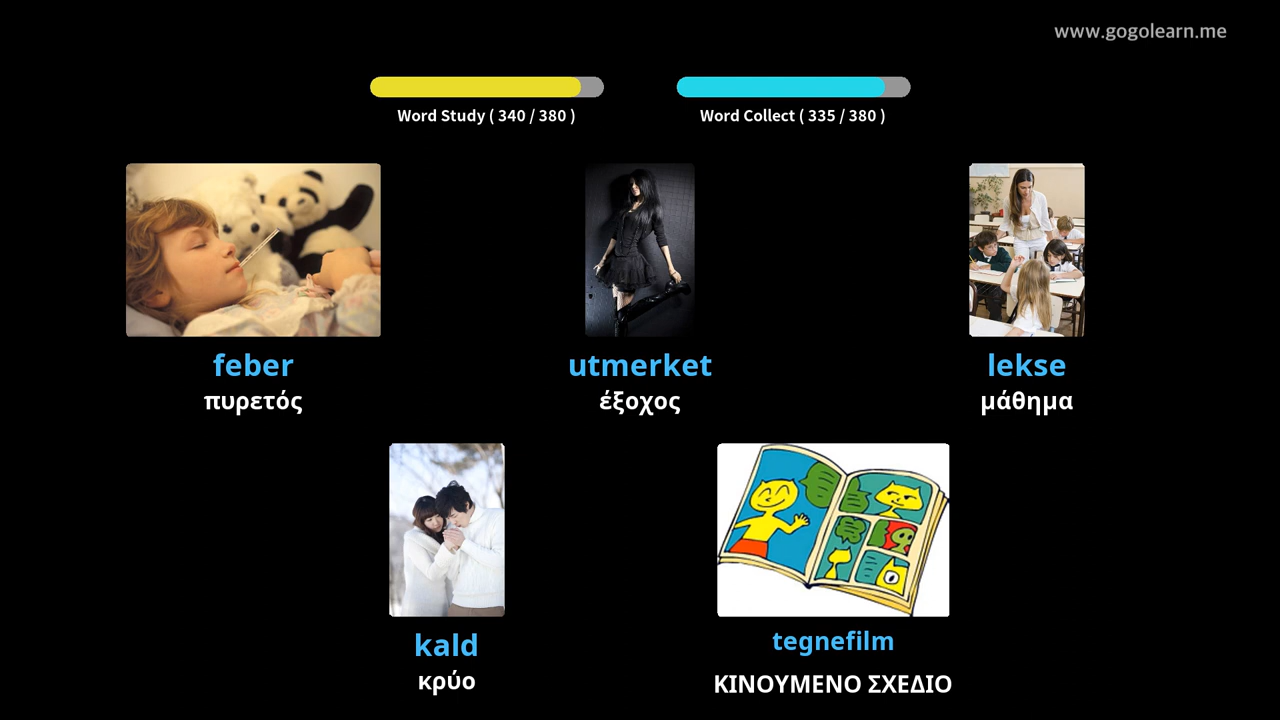 www.gogolearn.me
Word Study ( 340 / 380 )
Word Collect ( 335 / 380 )
feber
utmerket
lekse
πυρετός
έξοχος
μάθημα
kald
tegnefilm
κρύο
ΚΙΝΟΥΜΕΝΟ ΣΧΕΔΙΟ